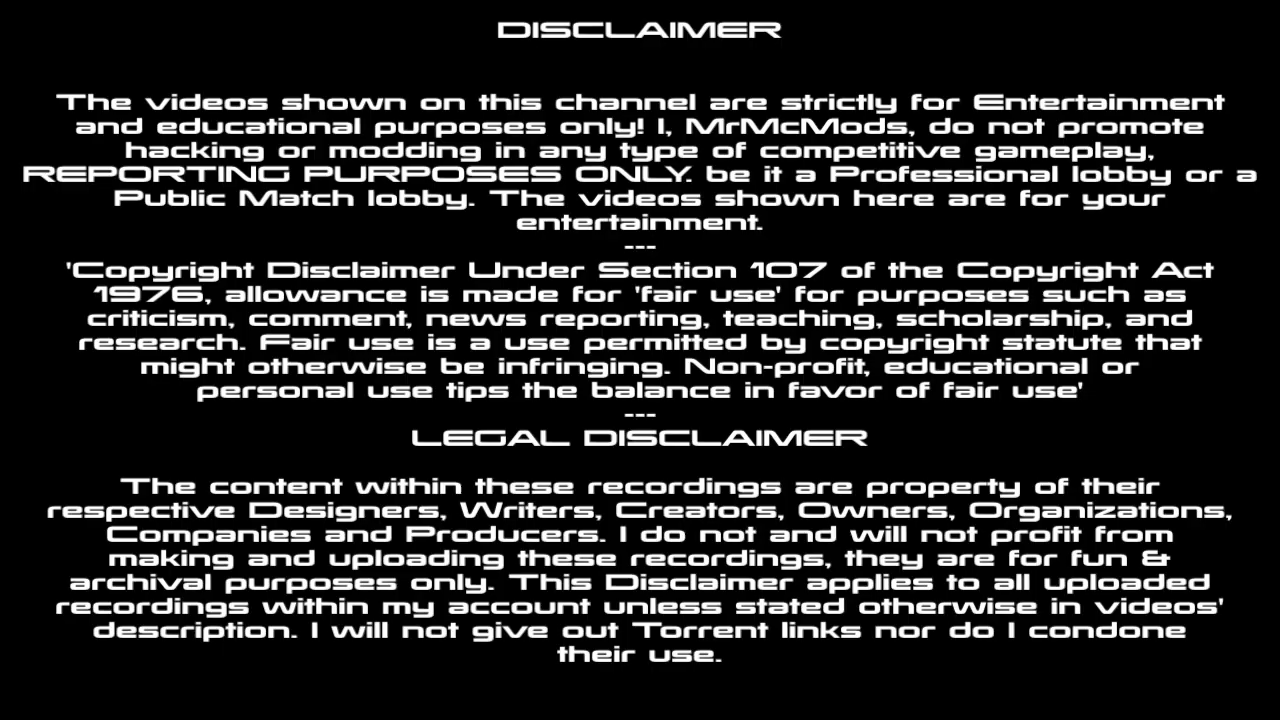 DISCLAIMER
The videos shown on this channel are strictly for Entertainment
and educational purposes only! I, MrMcMods, do not promote
hacking or modding in any type of competitive gameplay,
REPORTING PURPOSES ONLY. be it a Professional lobby or a
Public Match lobby. The videos shown here are for your
entertainment.
---
'Copyright Disclaimer Under Section 107 of the Copyright Act
1976, allowance is made for 'fair use' for purposes such as
criticism, comment, news reporting, teaching, scholarship, and
research. Fair use is a use permitted by copyright statute that
might otherwise be infringing. Non-profit, educational or
personal use tips the balance in favor of fair use'
---
LEGAL DISCLAIMER
The content within these recordings are property of their
respective Designers, Writers, Creators, Owners, Organizations,
Companies and Producers. I do not and will not profit from
making and uploading these recordings, they are for fun &
archival purposes only. This Disclaimer applies to all uploaded
recordings within my account unless stated otherwise in videos'
description. I will not give out Torrent links nor do I condone
their use.